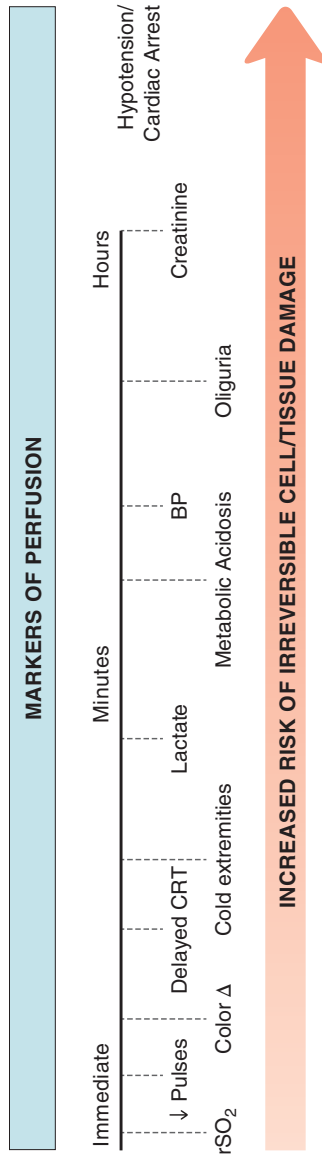 MARKERS OF PERFUSION
Immediate
Minutes
Hours
Hypotension/
Cardiac Arrest
↓ Pulses
Delayed CRT
Lactate
BP
Creatinine
rSO₂
Color Δ
Cold extremities
Metabolic Acidosis
Oliguria
INCREASED RISK OF IRREVERSIBLE CELL/TISSUE DAMAGE